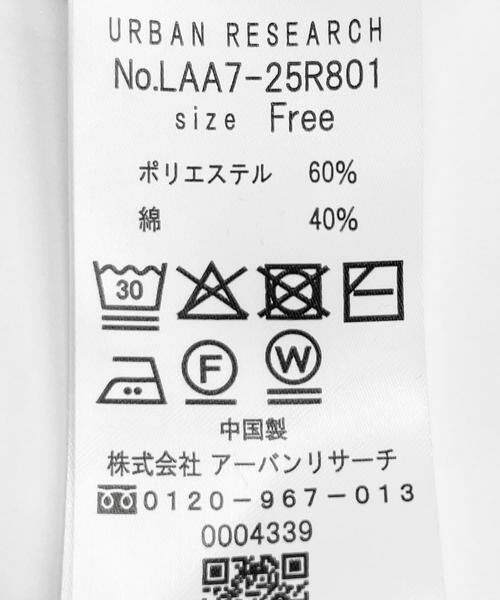 URBAN RESEARCH
No.LAA7-25R801
size Free
ポリエステル 60%
綿 40%
30
F W
中国製
株式会社 アーバンリサーチ
0120-967-013
0004339